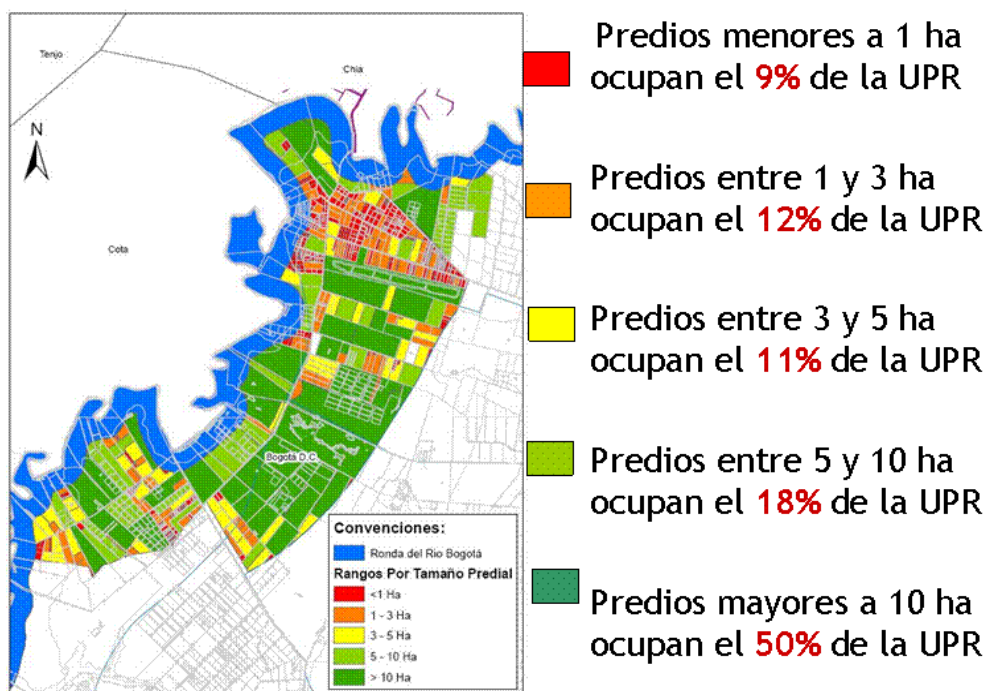 Tenjo
Chia
N
Cota
Bogotá D.C.
Convenciones:
Ronda del Rio Bogotá
Rangos Por Tamaño Predial
<1 Ha
1 - 3 Ha
3 - 5 Ha
5 - 10 Ha
> 10 Ha
Predios menores a 1 ha
ocupan el 9% de la UPR
Predios entre 1 y 3 ha
ocupan el 12% de la UPR
Predios entre 3 y 5 ha
ocupan el 11% de la UPR
Predios entre 5 y 10 ha
ocupan el 18% de la UPR
Predios mayores a 10 ha
ocupan el 50% de la UPR